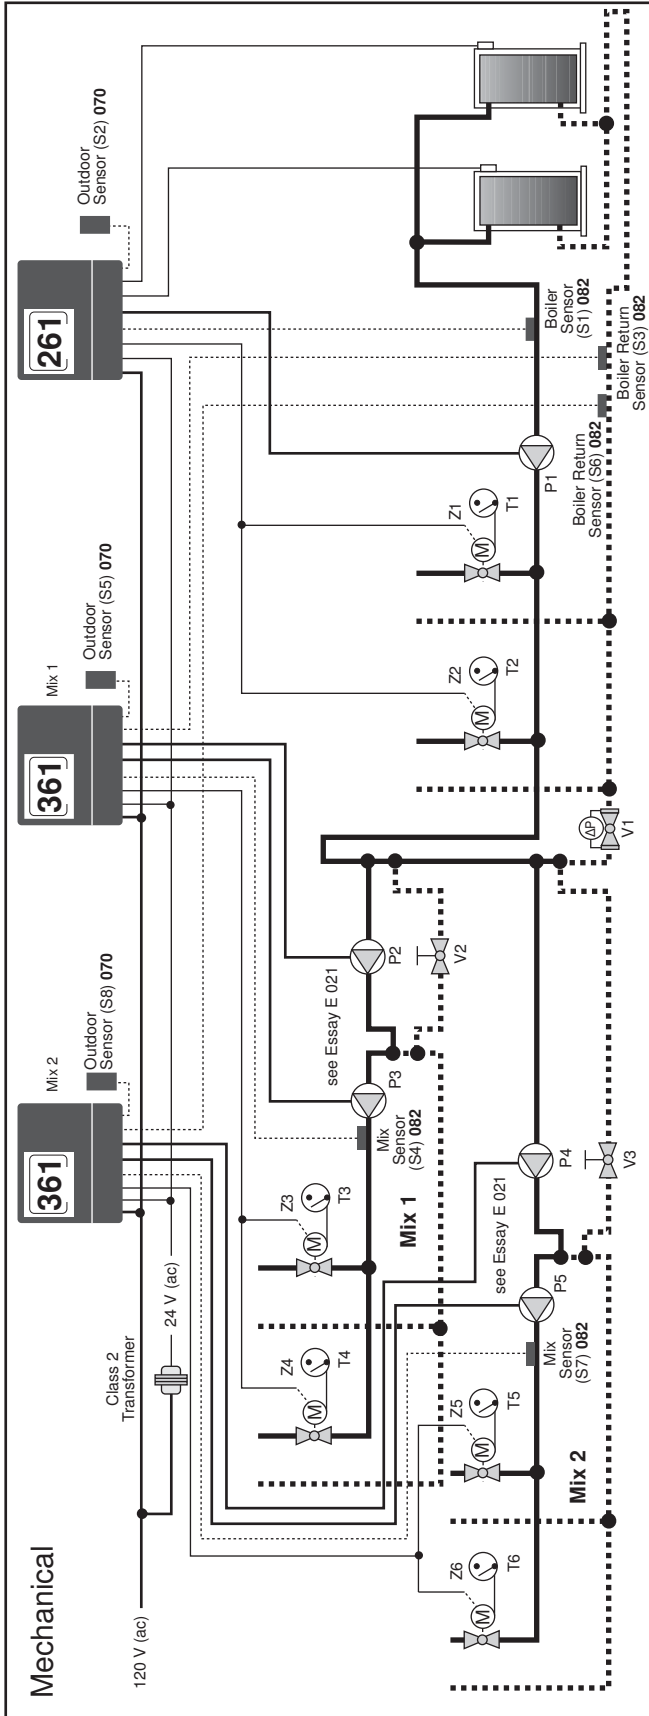 Mechanical
120 V (ac)
Class 2
Transformer
24 V (ac)
361
Mix 2
Outdoor
Sensor (S8) 070
361
Mix 1
Outdoor
Sensor (S5) 070
261
Outdoor
Sensor (S2) 070
Z4
M
T4
Z3
M
T3
Mix
Sensor
(S4) 082
P3
see Essay E 021
P2
V2
Mix 1
Z6
M
T6
Z5
M
T5
Mix 2
Mix
Sensor
(S7) 082
P5
see Essay E 021
P4
V3
ΔP
V1
Z2
M
T2
Z1
M
T1
P1
Boiler
Sensor
(S1) 082
Boiler Return
Sensor (S6) 082
Boiler Return
Sensor (S3) 082